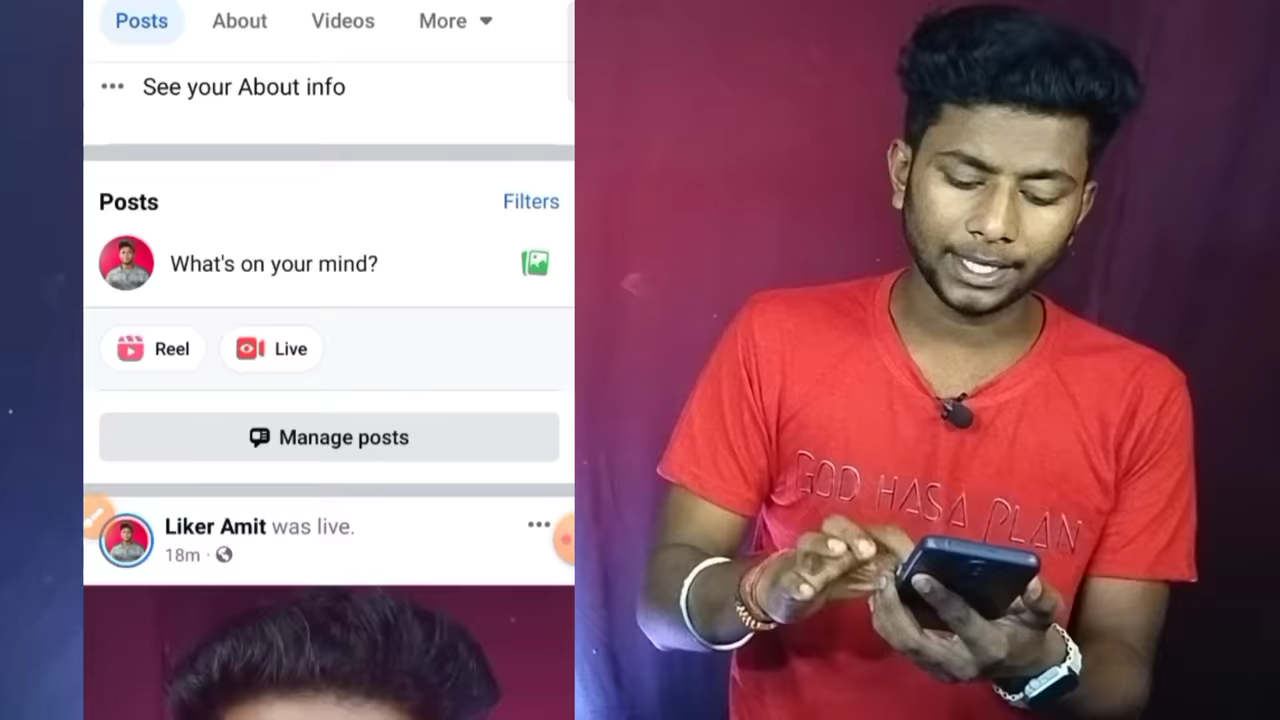 Posts About Videos More
See your About info
Posts Filters
What's on your mind?
Reel Live
Manage posts
Liker Amit was live.
18m ·
GOD HAS A PLAN